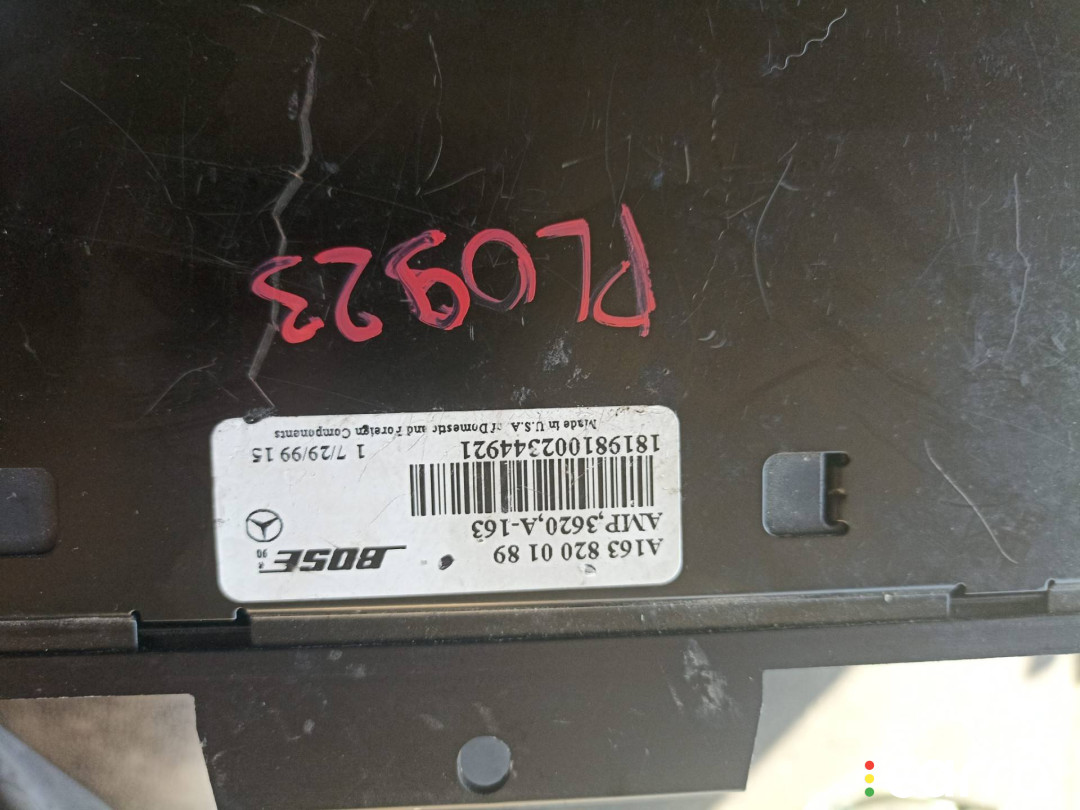 A163 820 01 89
AMP,3620,A-163
BOSE
181981002344921
1 7/29/99 15
Made in U.S.A. of Domestic and Foreign Components
PL0923